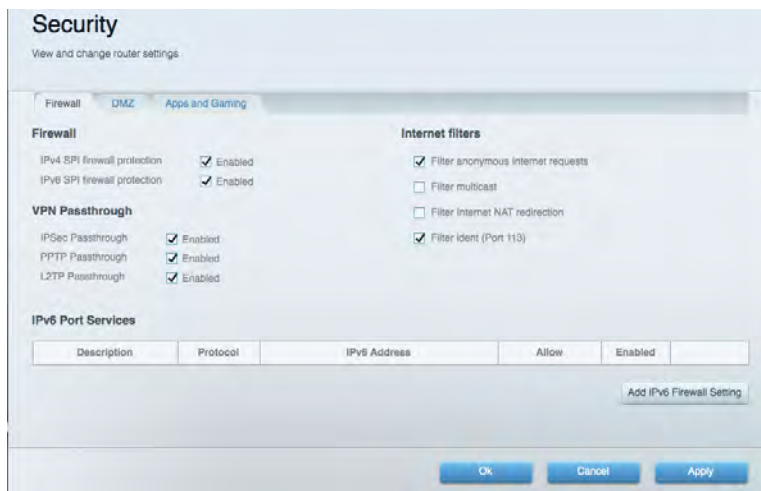 Security
View and change router settings
Firewall DMZ Apps and Gaming
Firewall
IPv4 SPI firewall protection Enabled
IPv6 SPI firewall protection Enabled
VPN Passthrough
IPSec Passthrough Enabled
PPTP Passthrough Enabled
L2TP Passthrough Enabled
Internet filters
Filter anonymous Internet requests
Filter multicast
Filter Internet NAT redirection
Filter ident (Port 113)
IPv6 Port Services
Description Protocol IPv6 Address Allow Enabled
Add IPv6 Firewall Setting
Ok Cancel Apply